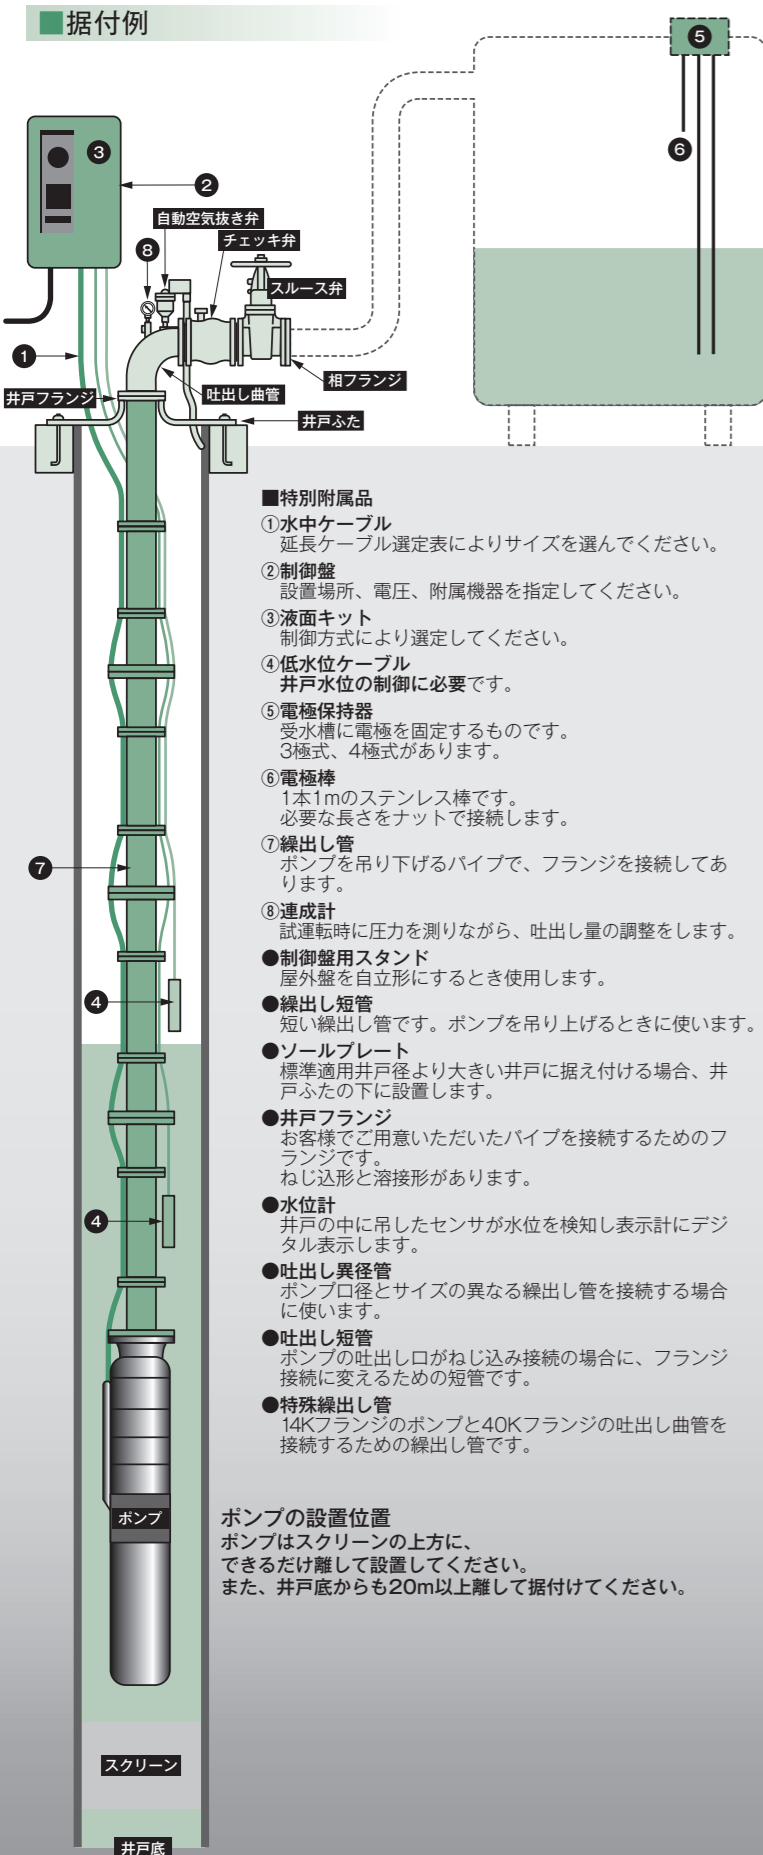 ■据付例
⑤
③
②
⑥
自動空気抜き弁
チェッキ弁
⑧
スルース弁
①
相フランジ
吐出し曲管
井戸フランジ
井戸ふた
■特別附属品
①水中ケーブル
延長ケーブル選定表によりサイズを選んでください。
②制御盤
設置場所、電圧、附属機器を指定してください。
③液面キット
制御方式により選定してください。
④低水位ケーブル
井戸水位の制御に必要です。
⑤電極保持器
受水槽に電極を固定するものです。
3極式、4極式があります。
⑥電極棒
1本1mのステンレス棒です。
必要な長さをナットで接続します。
⑦繰出し管
ポンプを吊り下げるパイプで、フランジを接続してあ
ります。
⑧連成計
試運転時に圧力を測りながら、吐出し量の調整をします。
●制御盤用スタンド
屋外盤を自立形にするとき使用します。
●繰出し短管
短い繰出し管です。ポンプを吊り上げるときに使います。
●ソールプレート
標準適用井戸径より大きい井戸に据え付ける場合、井
戸ふたの下に設置します。
●井戸フランジ
お客様でご用意いただいたパイプを接続するためのフ
ランジです。
ねじ込形と溶接形があります。
●水位計
井戸の中に吊したセンサが水位を検知し表示計にデジ
タル表示します。
●吐出し異径管
ポンプ口径とサイズの異なる繰出し管を接続する場合
に使います。
●吐出し短管
ポンプの吐出し口がねじ込み接続の場合に、フランジ
接続に変えるための短管です。
●特殊繰出し管
14Kフランジのポンプと40Kフランジの吐出し曲管を
接続するための繰出し管です。
⑦
④
④
ポンプ
ポンプの設置位置
ポンプはスクリーンの上方に、
できるだけ離して設置してください。
また、井戸底からも20m以上離して据付けてください。
スクリーン
井戸底